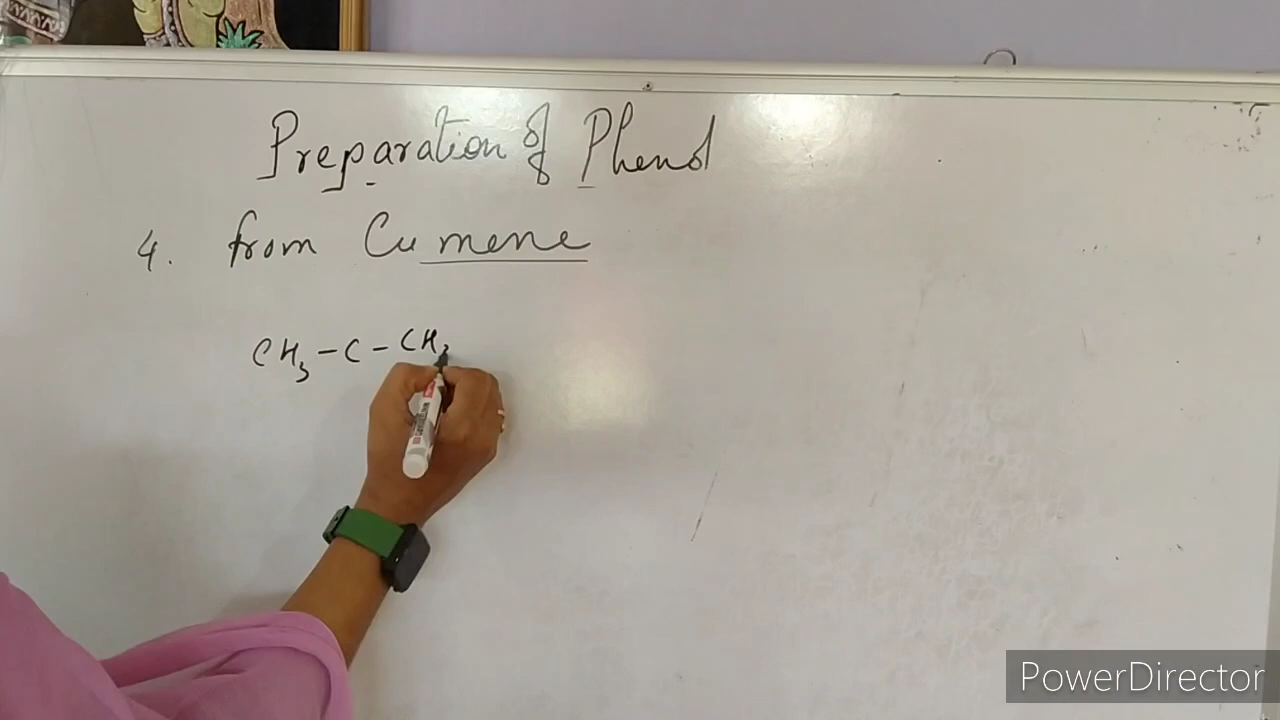 Preparation of Phenol
4. from Cumene
CH₃-C-CH₃
PowerDirector